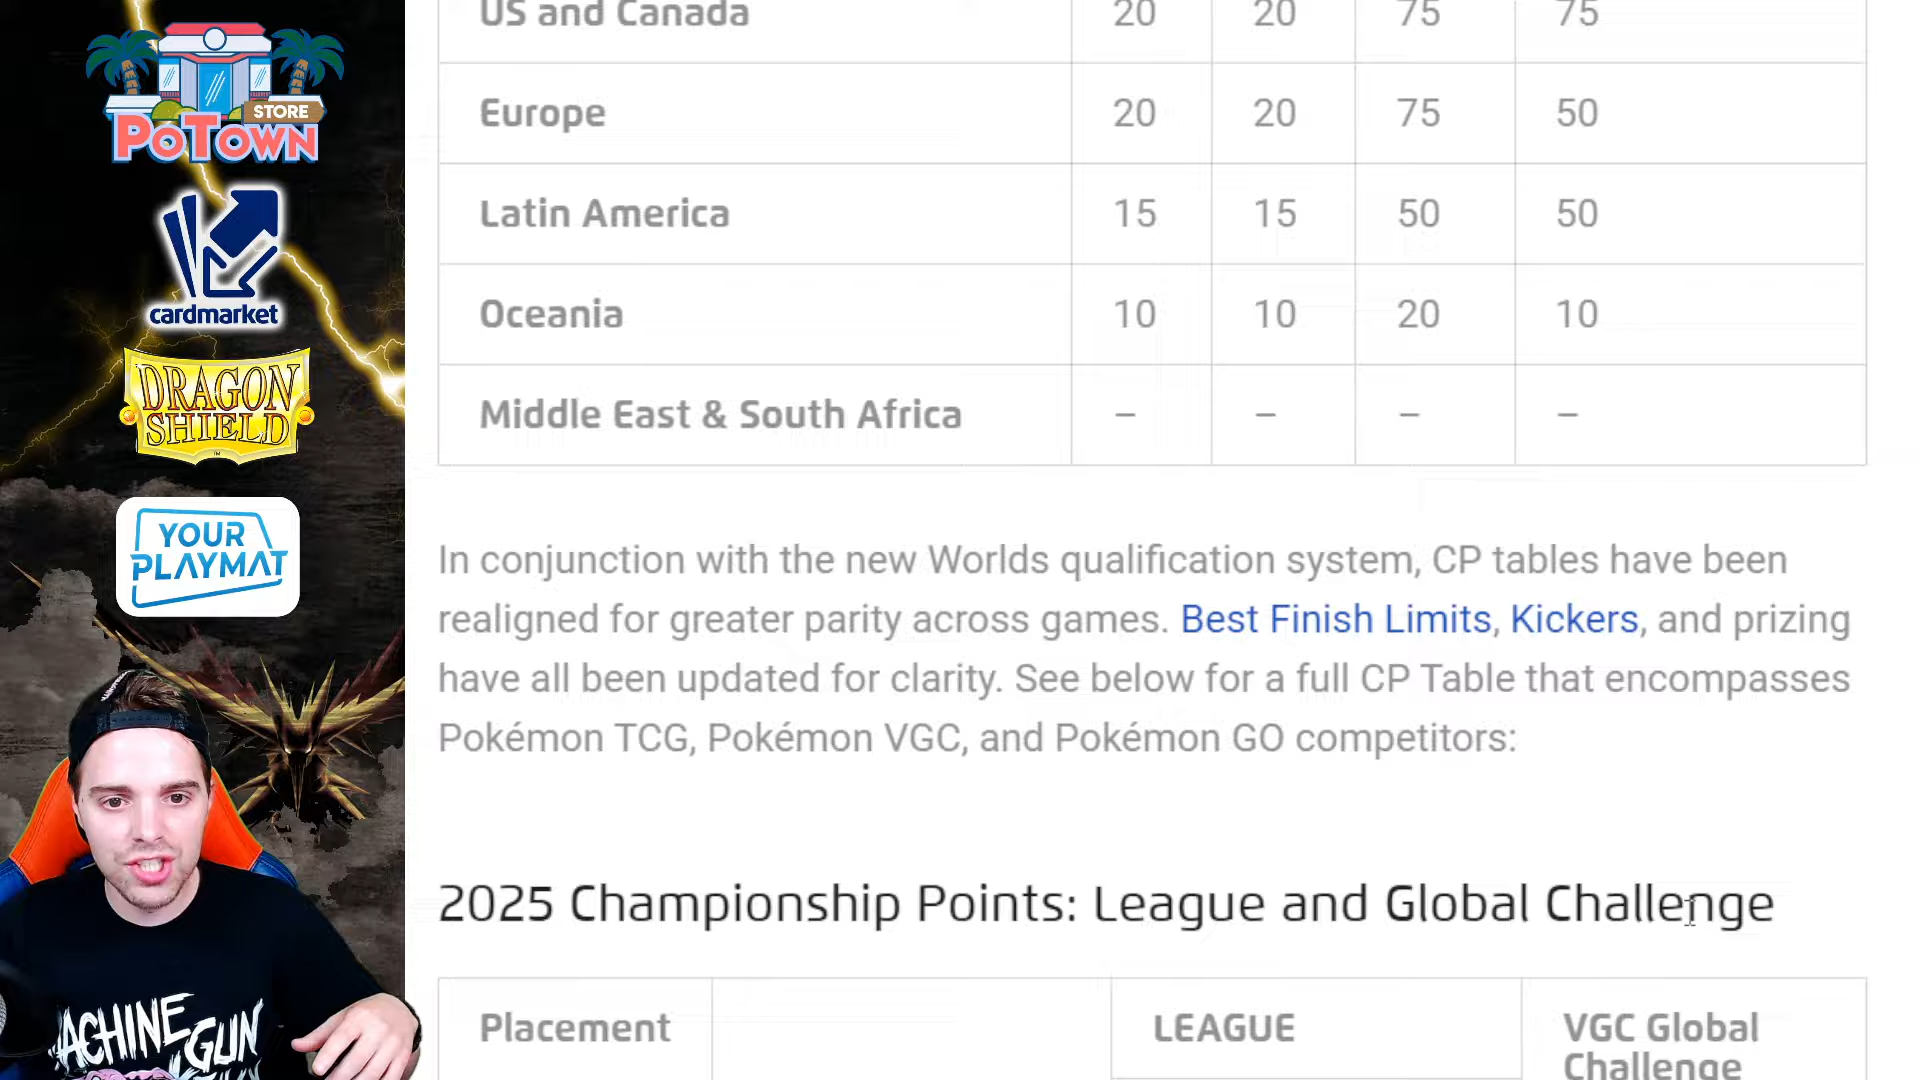 US and Canada 20 20 75 75
Europe 20 20 75 50
Latin America 15 15 50 50
Oceania 10 10 20 10
Middle East & South Africa – – – –
In conjunction with the new Worlds qualification system, CP tables have been
realigned for greater parity across games. Best Finish Limits, Kickers, and prizing
have all been updated for clarity. See below for a full CP Table that encompasses
Pokémon TCG, Pokémon VGC, and Pokémon GO competitors:
2025 Championship Points: League and Global Challenge
Placement LEAGUE VGC Global
Challenge
STORE
POTOWN
cardmarket
DRAGON
SHIELD
TM
YOUR
PLAYMAT
MACHINE
GUN